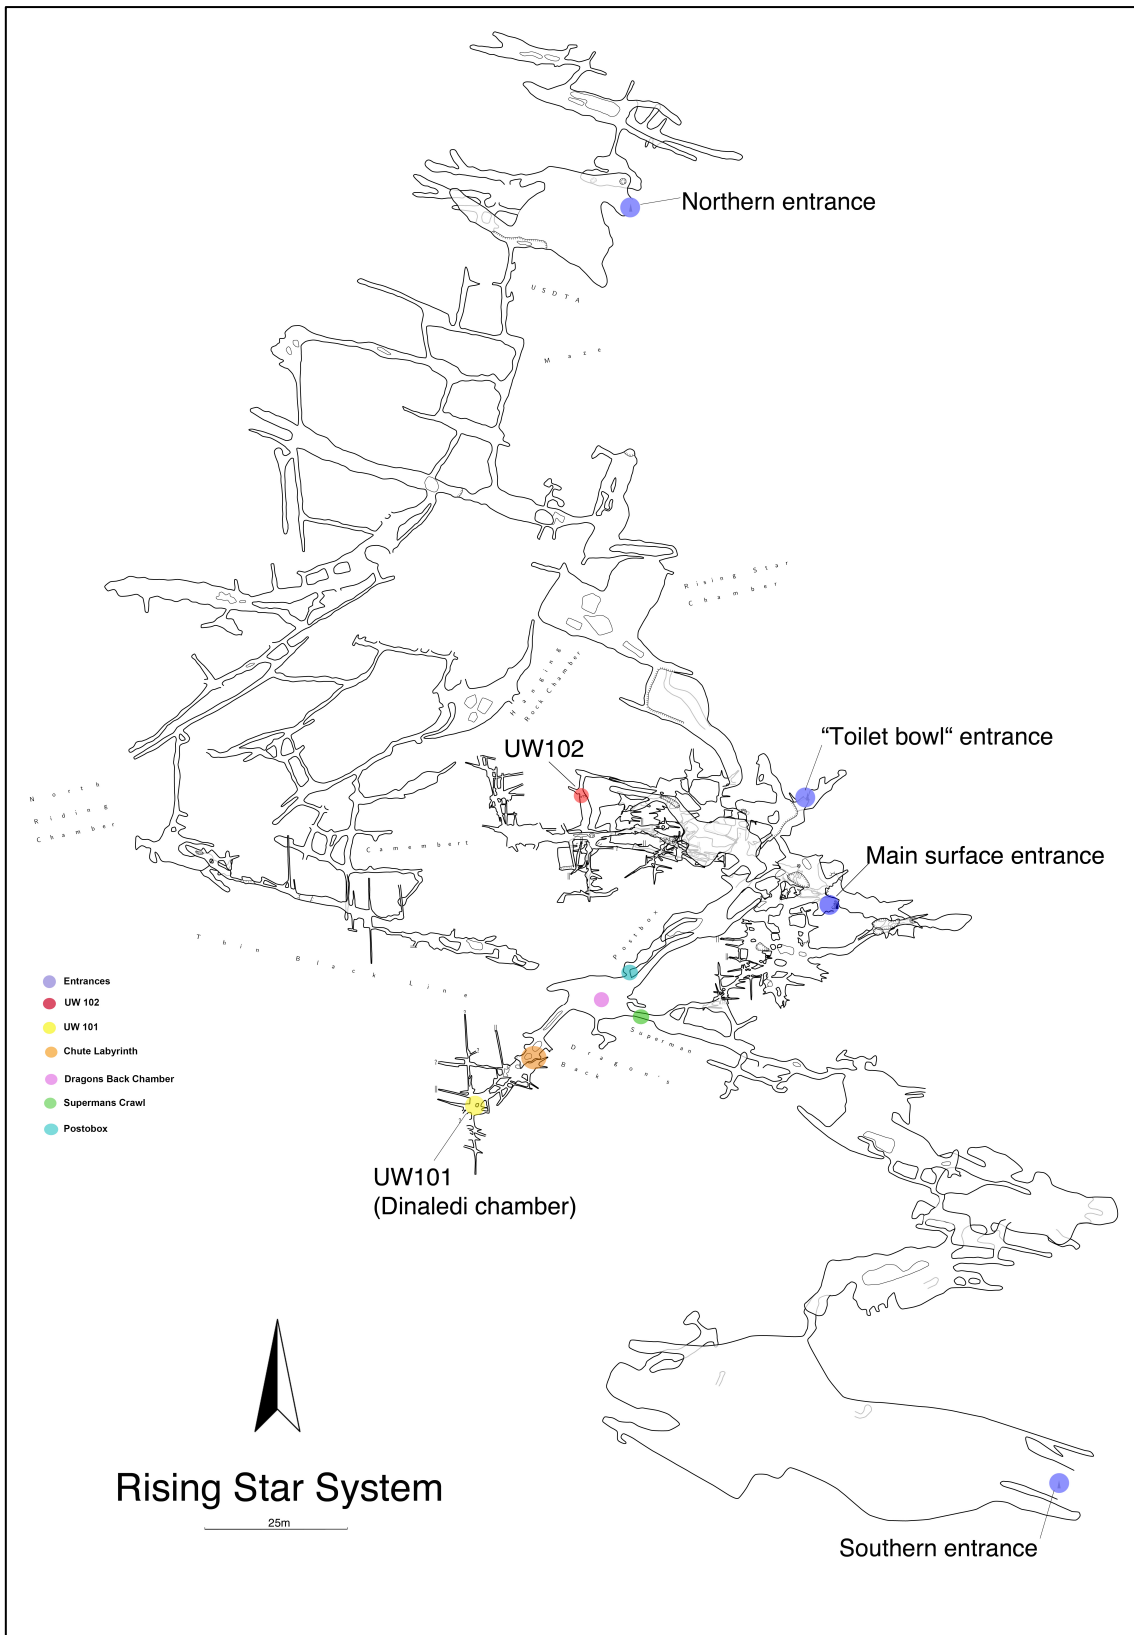 Northern entrance
USDTA
Maze
Rising Star
Chamber
Hanging
Rock Chamber
UW102
“Toilet bowl“ entrance
North
Riding
Chamber
Camembert
Main surface entrance
Postbox
Thin Black Line
Entrances
UW 102
UW 101
Chute Labyrinth
Dragons Back Chamber
Supermans Crawl
Postobox
Superman
Dragon's
Back
UW101
(Dinaledi chamber)
Rising Star System
25m
Southern entrance